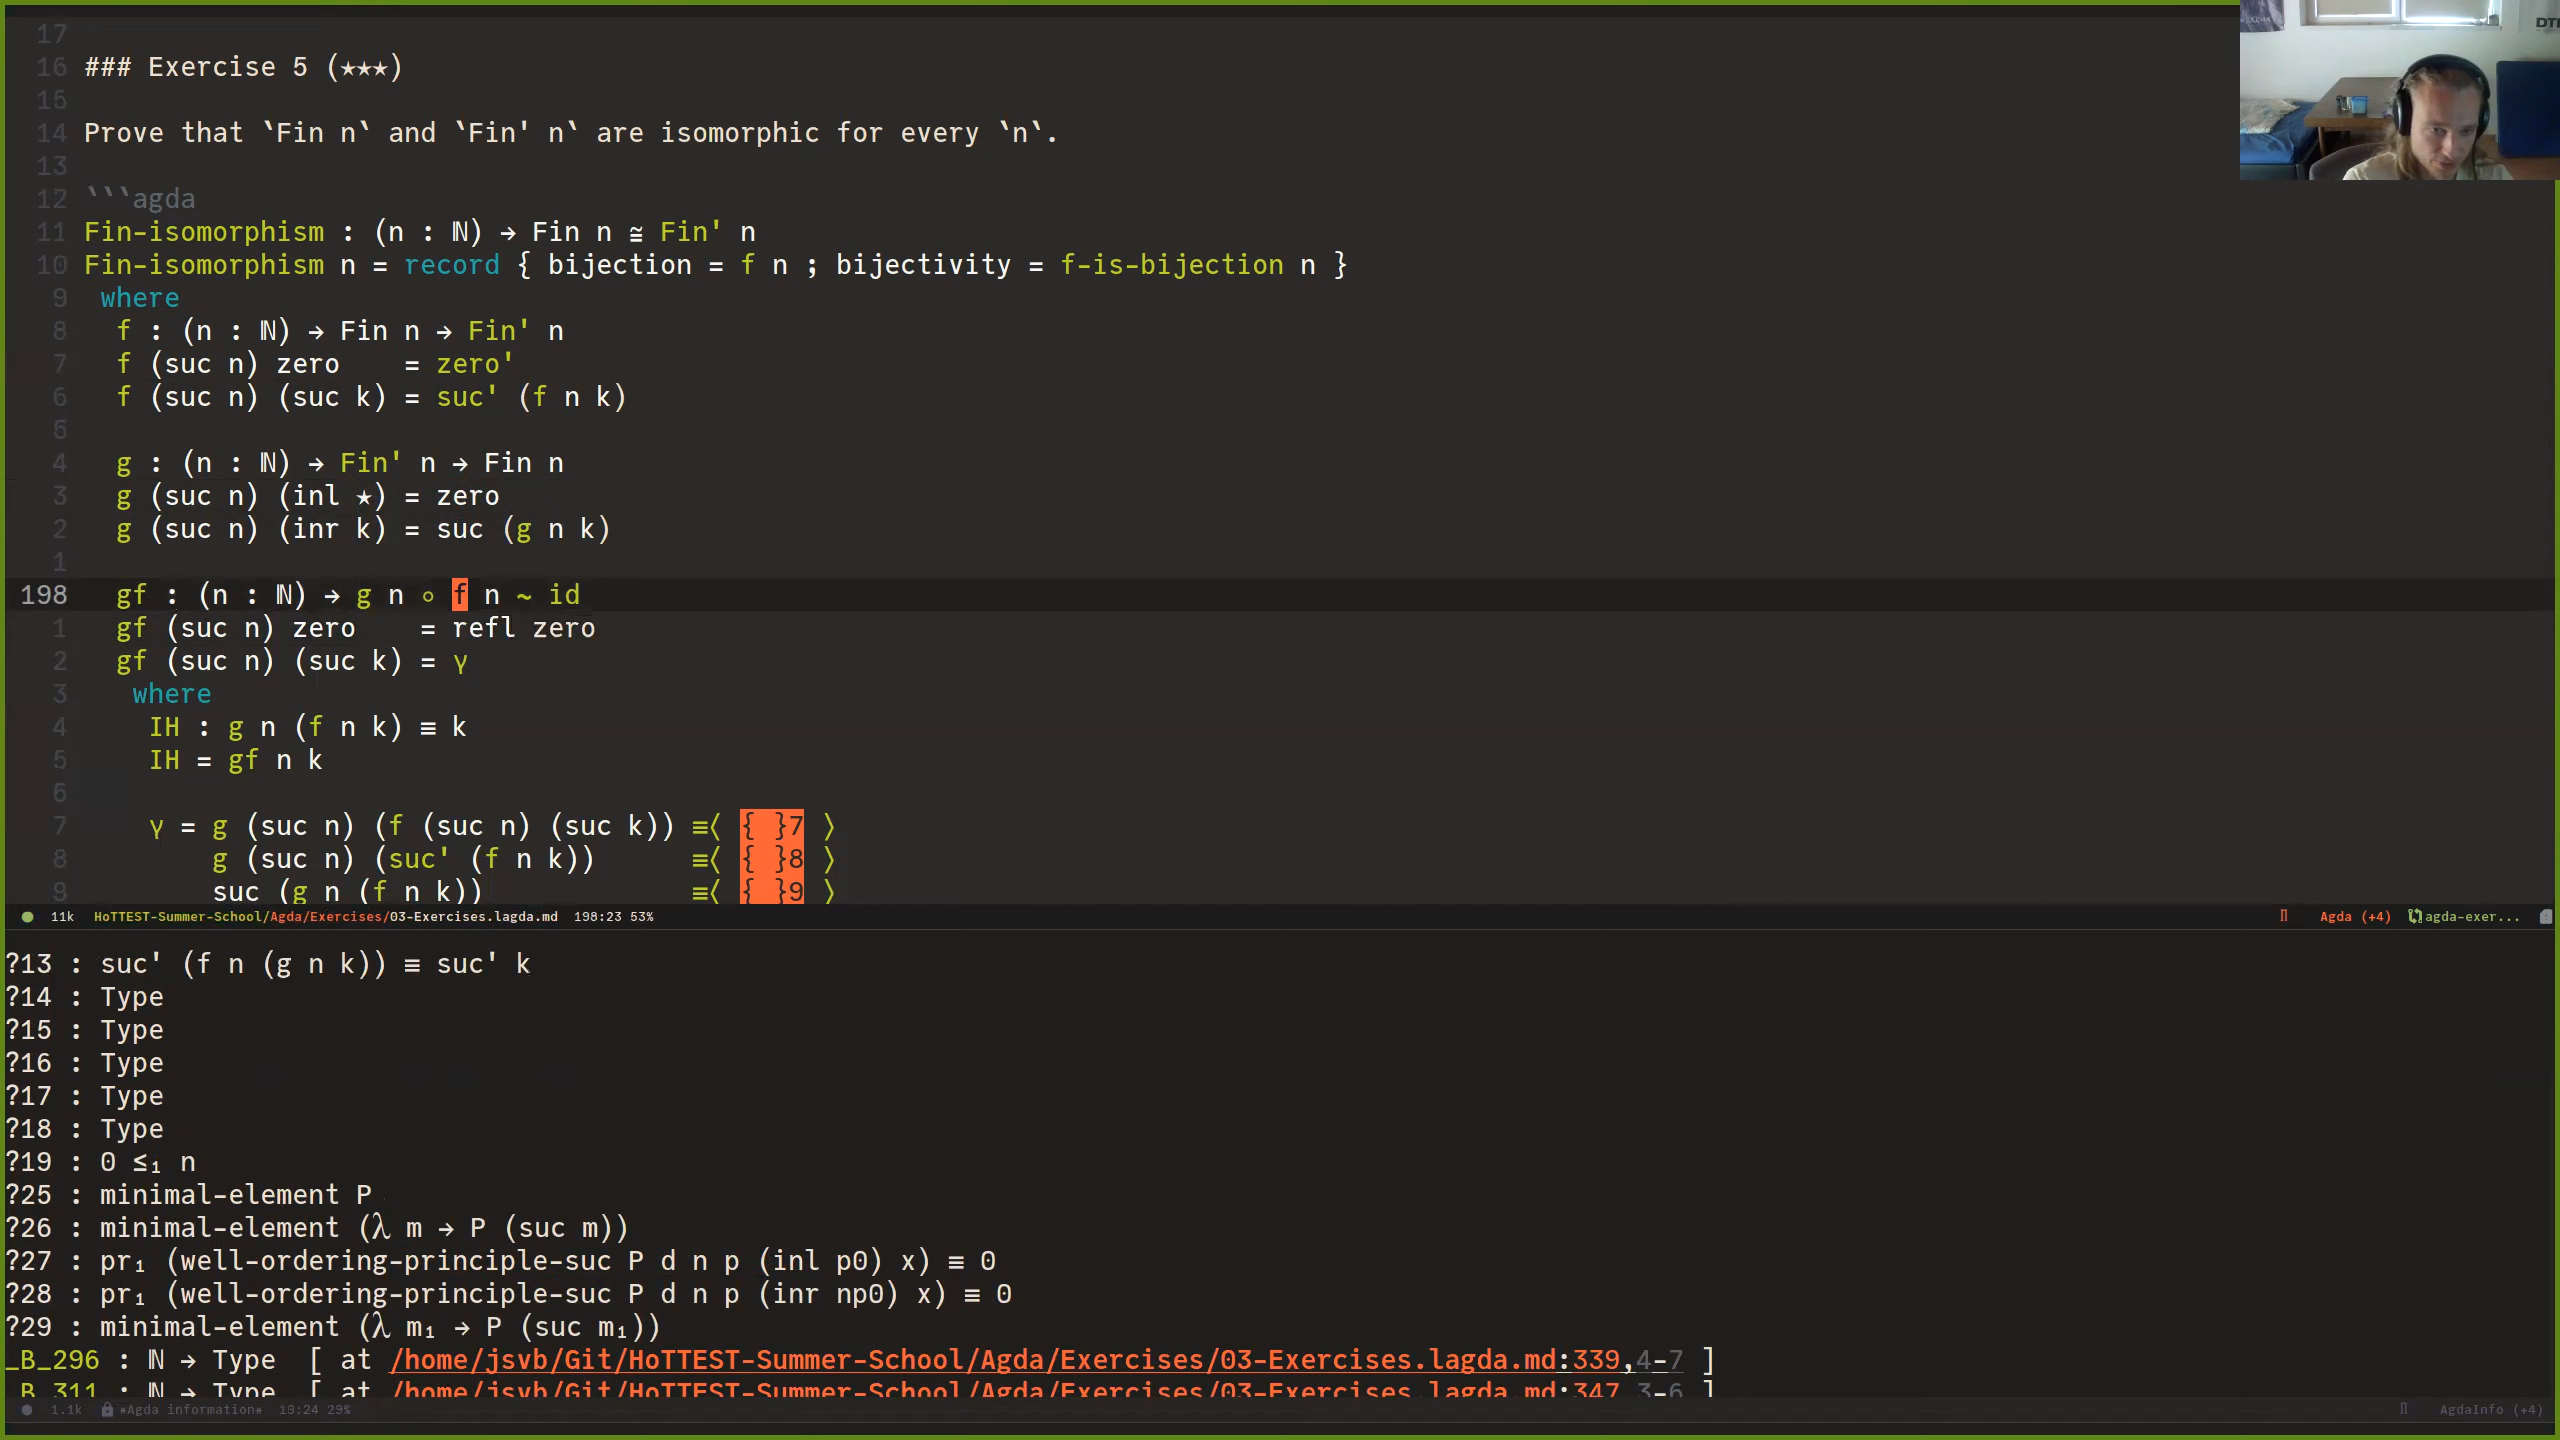 17
16 ### Exercise 5 (★★★)
15
14 Prove that `Fin n` and `Fin' n` are isomorphic for every `n`.
13
12 ```agda
11 Fin-isomorphism : (n : ℕ) → Fin n ≅ Fin' n
10 Fin-isomorphism n = record { bijection = f n ; bijectivity = f-is-bijection n }
9 where
8 f : (n : ℕ) → Fin n → Fin' n
7 f (suc n) zero = zero'
6 f (suc n) (suc k) = suc' (f n k)
6
4 g : (n : ℕ) → Fin' n → Fin n
3 g (suc n) (inl ⋆) = zero
2 g (suc n) (inr k) = suc (g n k)
1
198 gf : (n : ℕ) → g n ∘ f n ∼ id
1 gf (suc n) zero = refl zero
2 gf (suc n) (suc k) = γ
3 where
4 IH : g n (f n k) ≡ k
5 IH = gf n k
6
7 γ = g (suc n) (f (suc n) (suc k)) ≡⟨ { }7 ⟩
8 g (suc n) (suc' (f n k)) ≡⟨ { }8 ⟩
9 suc (g n (f n k)) ≡⟨ { }9 ⟩
11k HoTTEST-Summer-School/Agda/Exercises/03-Exercises.lagda.md 198:23 53% Π Agda (+4) agda-exer...
?13 : suc' (f n (g n k)) ≡ suc' k
?14 : Type
?15 : Type
?16 : Type
?17 : Type
?18 : Type
?19 : 0 ≤₁ n
?25 : minimal-element P
?26 : minimal-element (λ m → P (suc m))
?27 : pr₁ (well-ordering-principle-suc P d n p (inl p0) x) ≡ 0
?28 : pr₁ (well-ordering-principle-suc P d n p (inr np0) x) ≡ 0
?29 : minimal-element (λ m₁ → P (suc m₁))
_B_296 : ℕ → Type [ at /home/jsvb/Git/HoTTEST-Summer-School/Agda/Exercises/03-Exercises.lagda.md:339,4-7 ]
_B_311 : ℕ → Type [ at /home/jsvb/Git/HoTTEST-Summer-School/Agda/Exercises/03-Exercises.lagda.md:347,3-6 ]
1.1k *Agda information* 19:24 29% Π AgdaInfo (+4)